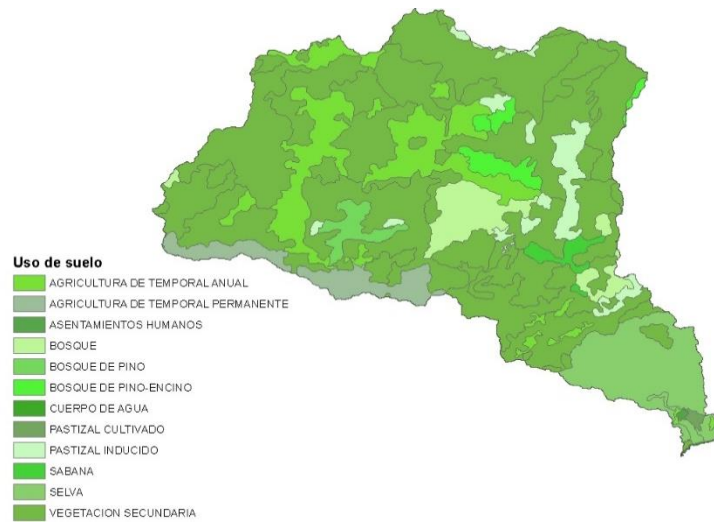 Uso de suelo
AGRICULTURA DE TEMPORAL ANUAL
AGRICULTURA DE TEMPORAL PERMANENTE
ASENTAMIENTOS HUMANOS
BOSQUE
BOSQUE DE PINO
BOSQUE DE PINO-ENCINO
CUERPO DE AGUA
PASTIZAL CULTIVADO
PASTIZAL INDUCIDO
SABANA
SELVA
VEGETACION SECUNDARIA